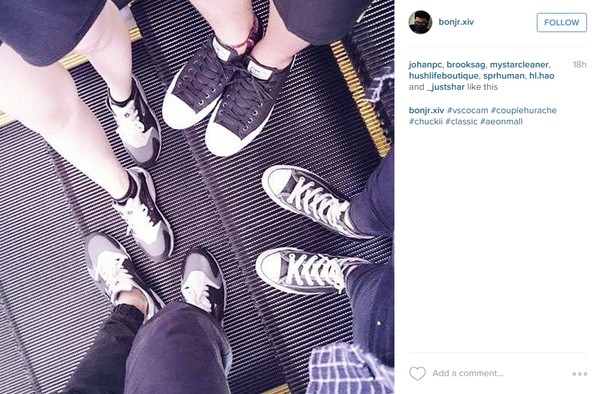 bonjr.xiv
FOLLOW
johanpc, brooksag, mystarcleaner, 18h
hushlifeboutique, sprhuman, hl.hao
and _justshar like this
bonjr.xiv #vscocam #couplehurache
#chuckii #classic #aeonmall
Add a comment...